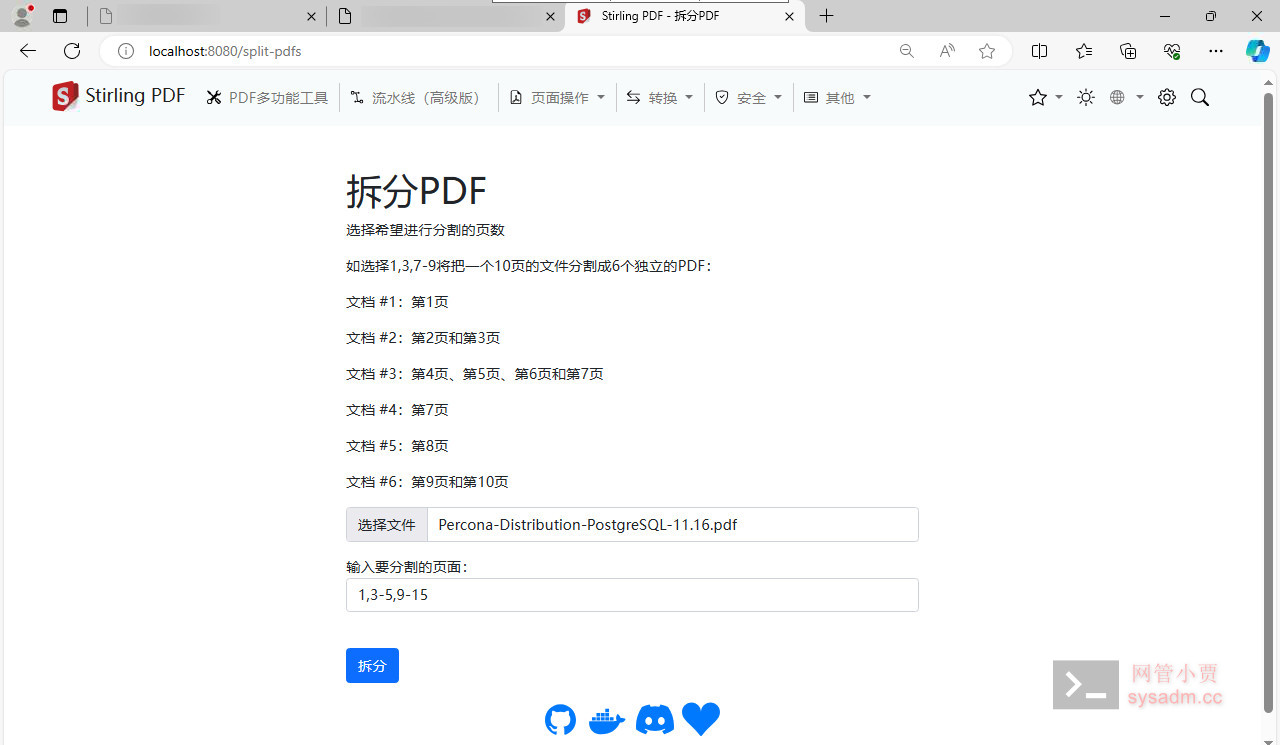 Stirling PDF - 拆分PDF
localhost:8080/split-pdfs
Stirling PDF PDF多功能工具 流水线（高级版） 页面操作 转换 安全 其他
拆分PDF
选择希望进行分割的页数
如选择1,3,7-9将把一个10页的文件分割成6个独立的PDF：
文档 #1：第1页
文档 #2：第2页和第3页
文档 #3：第4页、第5页、第6页和第7页
文档 #4：第7页
文档 #5：第8页
文档 #6：第9页和第10页
选择文件 Percona-Distribution-PostgreSQL-11.16.pdf
输入要分割的页面：
1,3-5,9-15
拆分
网管小贾
sysadm.cc